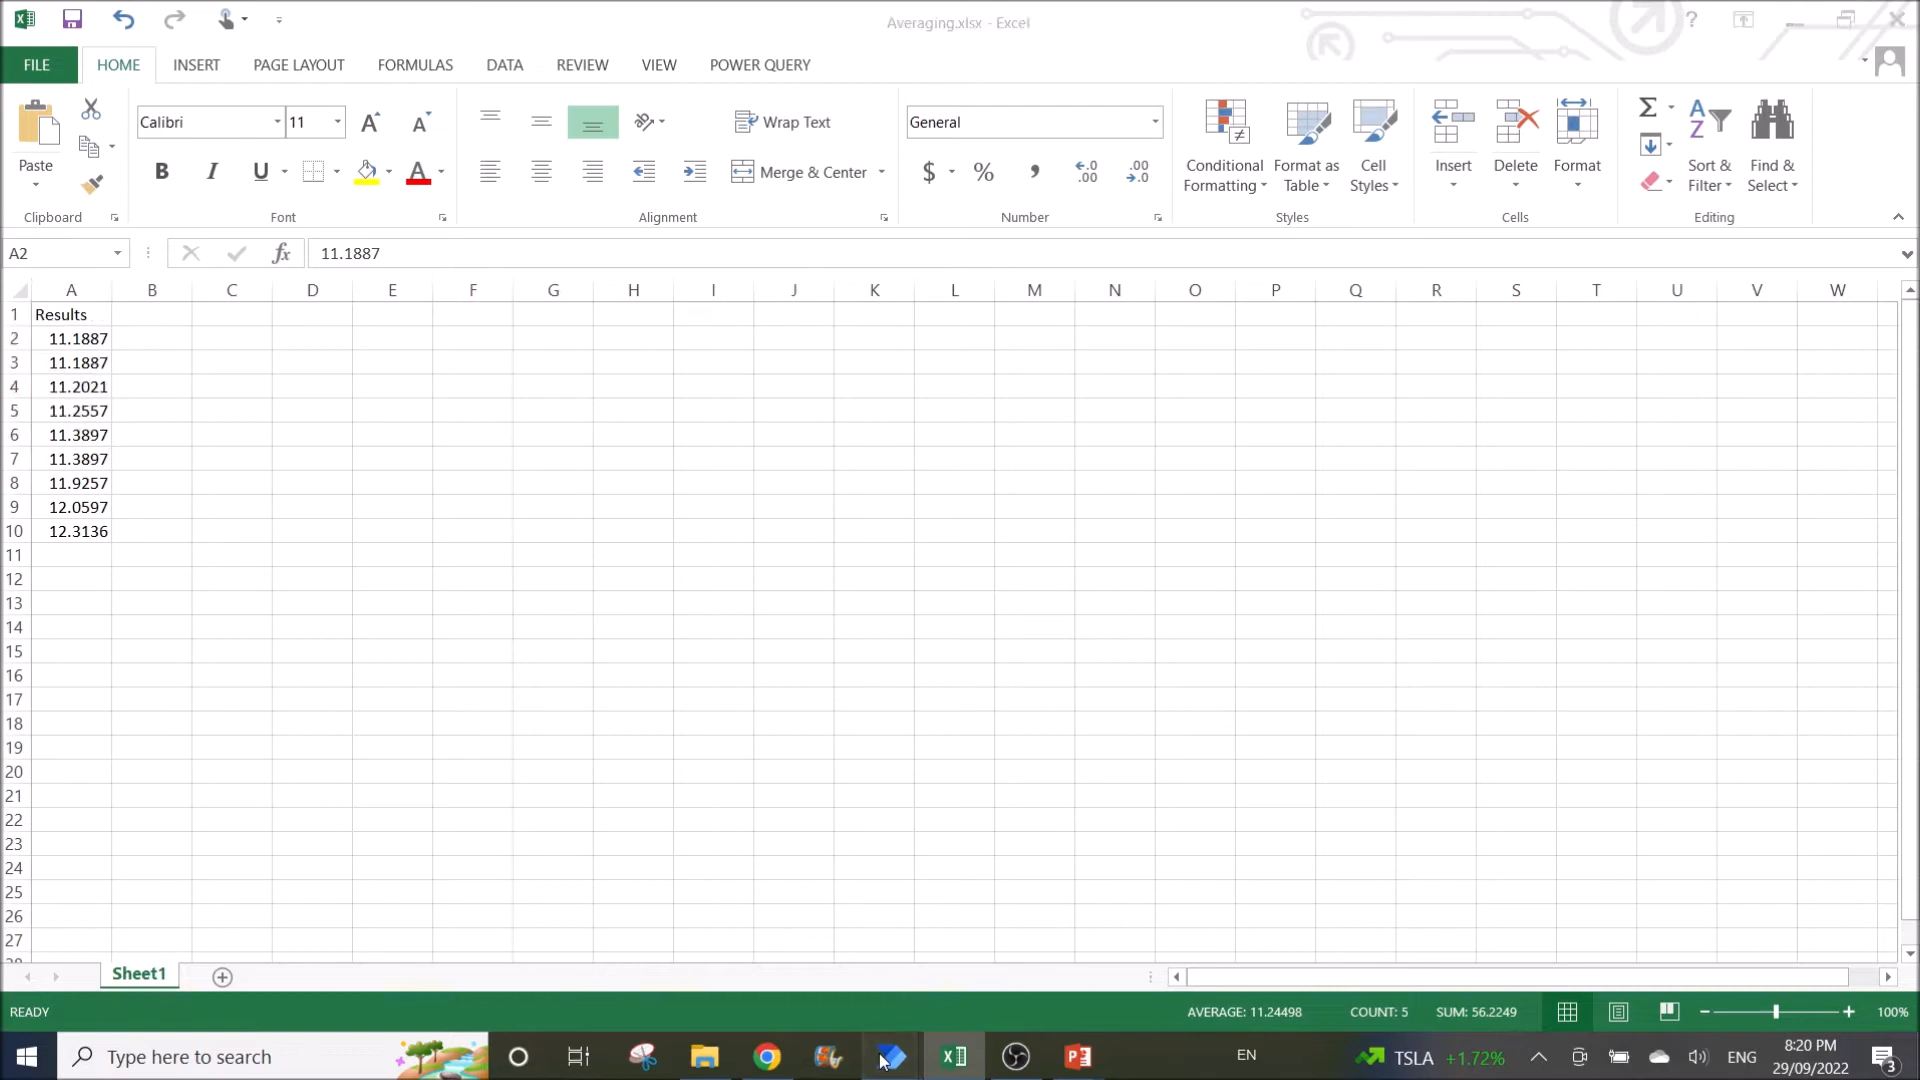 Averaging.xlsx - Excel
?
FILE HOME INSERT PAGE LAYOUT FORMULAS DATA REVIEW VIEW POWER QUERY
Paste
Clipboard
Calibri 11
B I U A
Font
Wrap Text
Merge & Center
Alignment
General
$ % ,
Number
Conditional Formatting
Format as Table
Cell Styles
Styles
Insert Delete Format
Cells
Sort & Filter
Find & Select
Editing
A2 fx 11.1887
A B C D E F G H I J K L M N O P Q R S T U V W
1 Results
2 11.1887
3 11.1887
4 11.2021
5 11.2557
6 11.3897
7 11.3897
8 11.9257
9 12.0597
10 12.3136
11
12
13
14
15
16
17
18
19
20
21
22
23
24
25
26
27
28
Sheet1
READY AVERAGE: 11.24498 COUNT: 5 SUM: 56.2249 100%
Type here to search EN TSLA +1.72% ENG 8:20 PM
29/09/2022 3